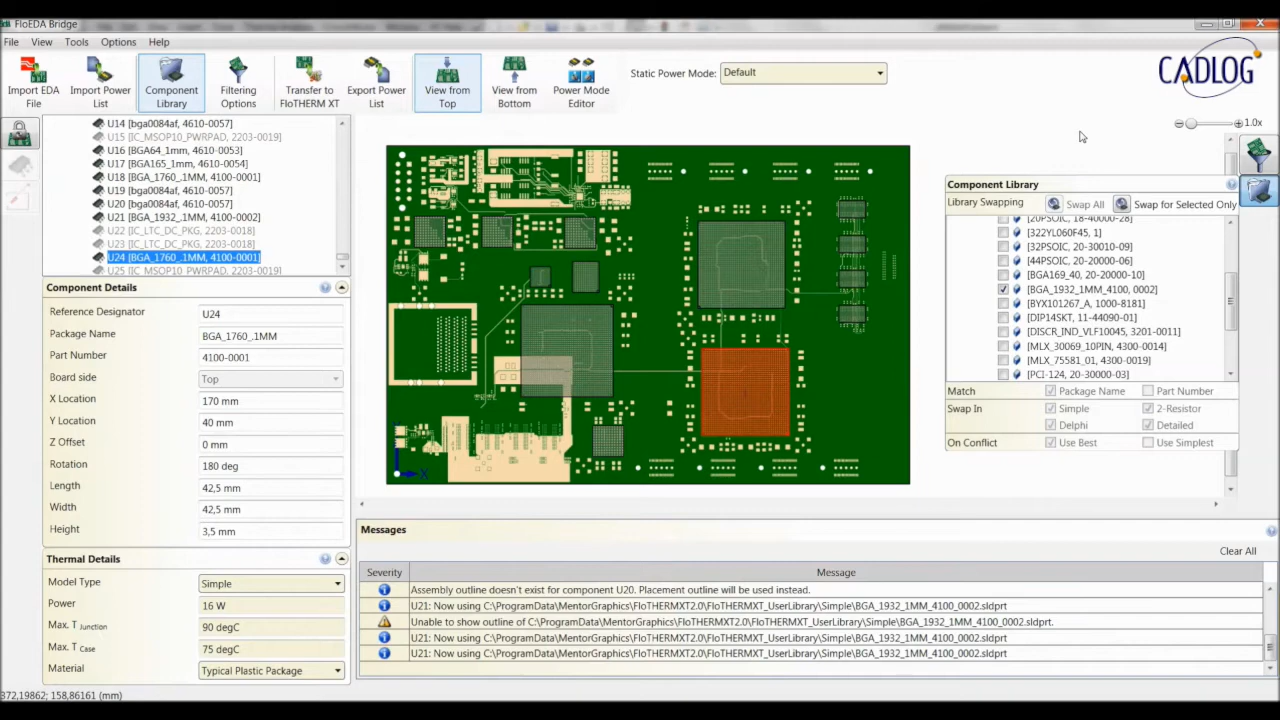 FloEDA Bridge
File View Tools Options Help
Import EDA File
Import Power List
Component Library
Filtering Options
Transfer to FloTHERM XT
Export Power List
View from Top
View from Bottom
Power Mode Editor
Static Power Mode: Default
CADLOG
1.0x
U14 [bga0084af, 4610-0057]
U15 [IC_MSOP10_PWRPAD, 2203-0019]
U16 [BGA64_1mm, 4610-0053]
U17 [BGA165_1mm, 4610-0054]
U18 [BGA_1760_.1MM, 4100-0001]
U19 [bga0084af, 4610-0057]
U20 [bga0084af, 4610-0057]
U21 [BGA_1932_.1MM, 4100-0002]
U22 [IC_LTC_DC_PKG, 2203-0018]
U23 [IC_LTC_DC_PKG, 2203-0018]
U24 [BGA_1760_.1MM, 4100-0001]
U25 [IC_MSOP10_PWRPAD, 2203-0019]
Component Details
Reference Designator U24
Package Name BGA_1760_.1MM
Part Number 4100-0001
Board side Top
X Location 170 mm
Y Location 40 mm
Z Offset 0 mm
Rotation 180 deg
Length 42,5 mm
Width 42,5 mm
Height 3,5 mm
Thermal Details
Model Type Simple
Power 16 W
Max. T Junction 90 degC
Max. T Case 75 degC
Material Typical Plastic Package
372,19862; 158,86161 (mm)
X
Component Library
Library Swapping Swap All Swap for Selected Only
[20PSOIC, 18-40000-28]
[322YL060F45, 1]
[32PSOIC, 20-30010-09]
[44PSOIC, 20-20000-06]
[BGA169_40, 20-20000-10]
[BGA_1932_1MM_4100, 0002]
[BYX101267_A, 1000-8181]
[DIP14SKT, 11-44090-01]
[DISCR_IND_VLF10045, 3201-0011]
[MLX_30069_10PIN, 4300-0014]
[MLX_75581_01, 4300-0019]
[PCI-124, 20-30000-03]
Match Package Name Part Number
Swap In Simple 2-Resistor
Delphi Detailed
On Conflict Use Best Use Simplest
Messages
Clear All
Severity Message
Assembly outline doesn't exist for component U20. Placement outline will be used instead.
U21: Now using C:\ProgramData\MentorGraphics\FloTHERMXT2.0\FloTHERMXT_UserLibrary\Simple\BGA_1932_1MM_4100_0002.sldprt
Unable to show outline of C:\ProgramData\MentorGraphics\FloTHERMXT2.0\FloTHERMXT_UserLibrary\Simple\BGA_1932_1MM_4100_0002.sldprt.
U21: Now using C:\ProgramData\MentorGraphics\FloTHERMXT2.0\FloTHERMXT_UserLibrary\Simple\BGA_1932_1MM_4100_0002.sldprt
U21: Now using C:\ProgramData\MentorGraphics\FloTHERMXT2.0\FloTHERMXT_UserLibrary\Simple\BGA_1932_1MM_4100_0002.sldprt